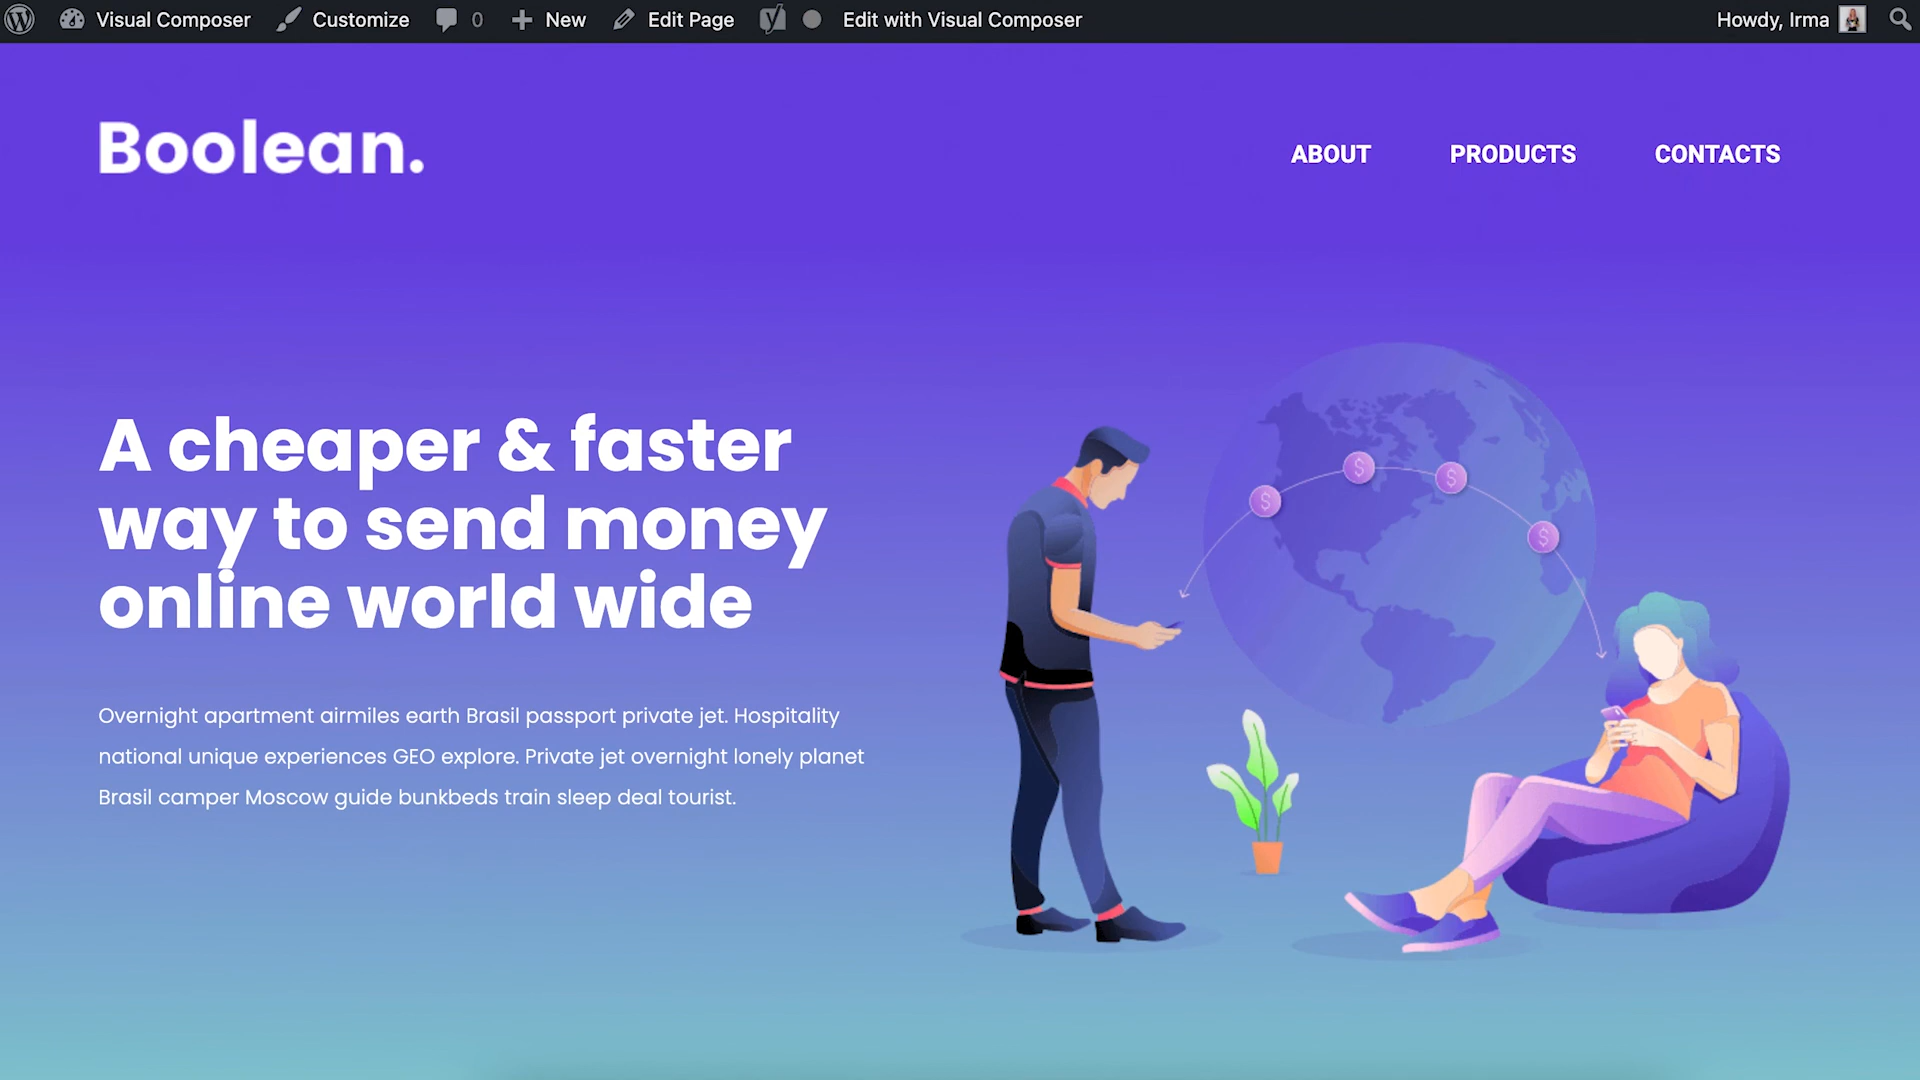 Visual Composer Customize 0 New Edit Page Edit with Visual Composer Howdy, Irma
Boolean.
ABOUT PRODUCTS CONTACTS
A cheaper & faster
way to send money
online world wide
Overnight apartment airmiles earth Brasil passport private jet. Hospitality
national unique experiences GEO explore. Private jet overnight lonely planet
Brasil camper Moscow guide bunkbeds train sleep deal tourist.
$ $ $ $